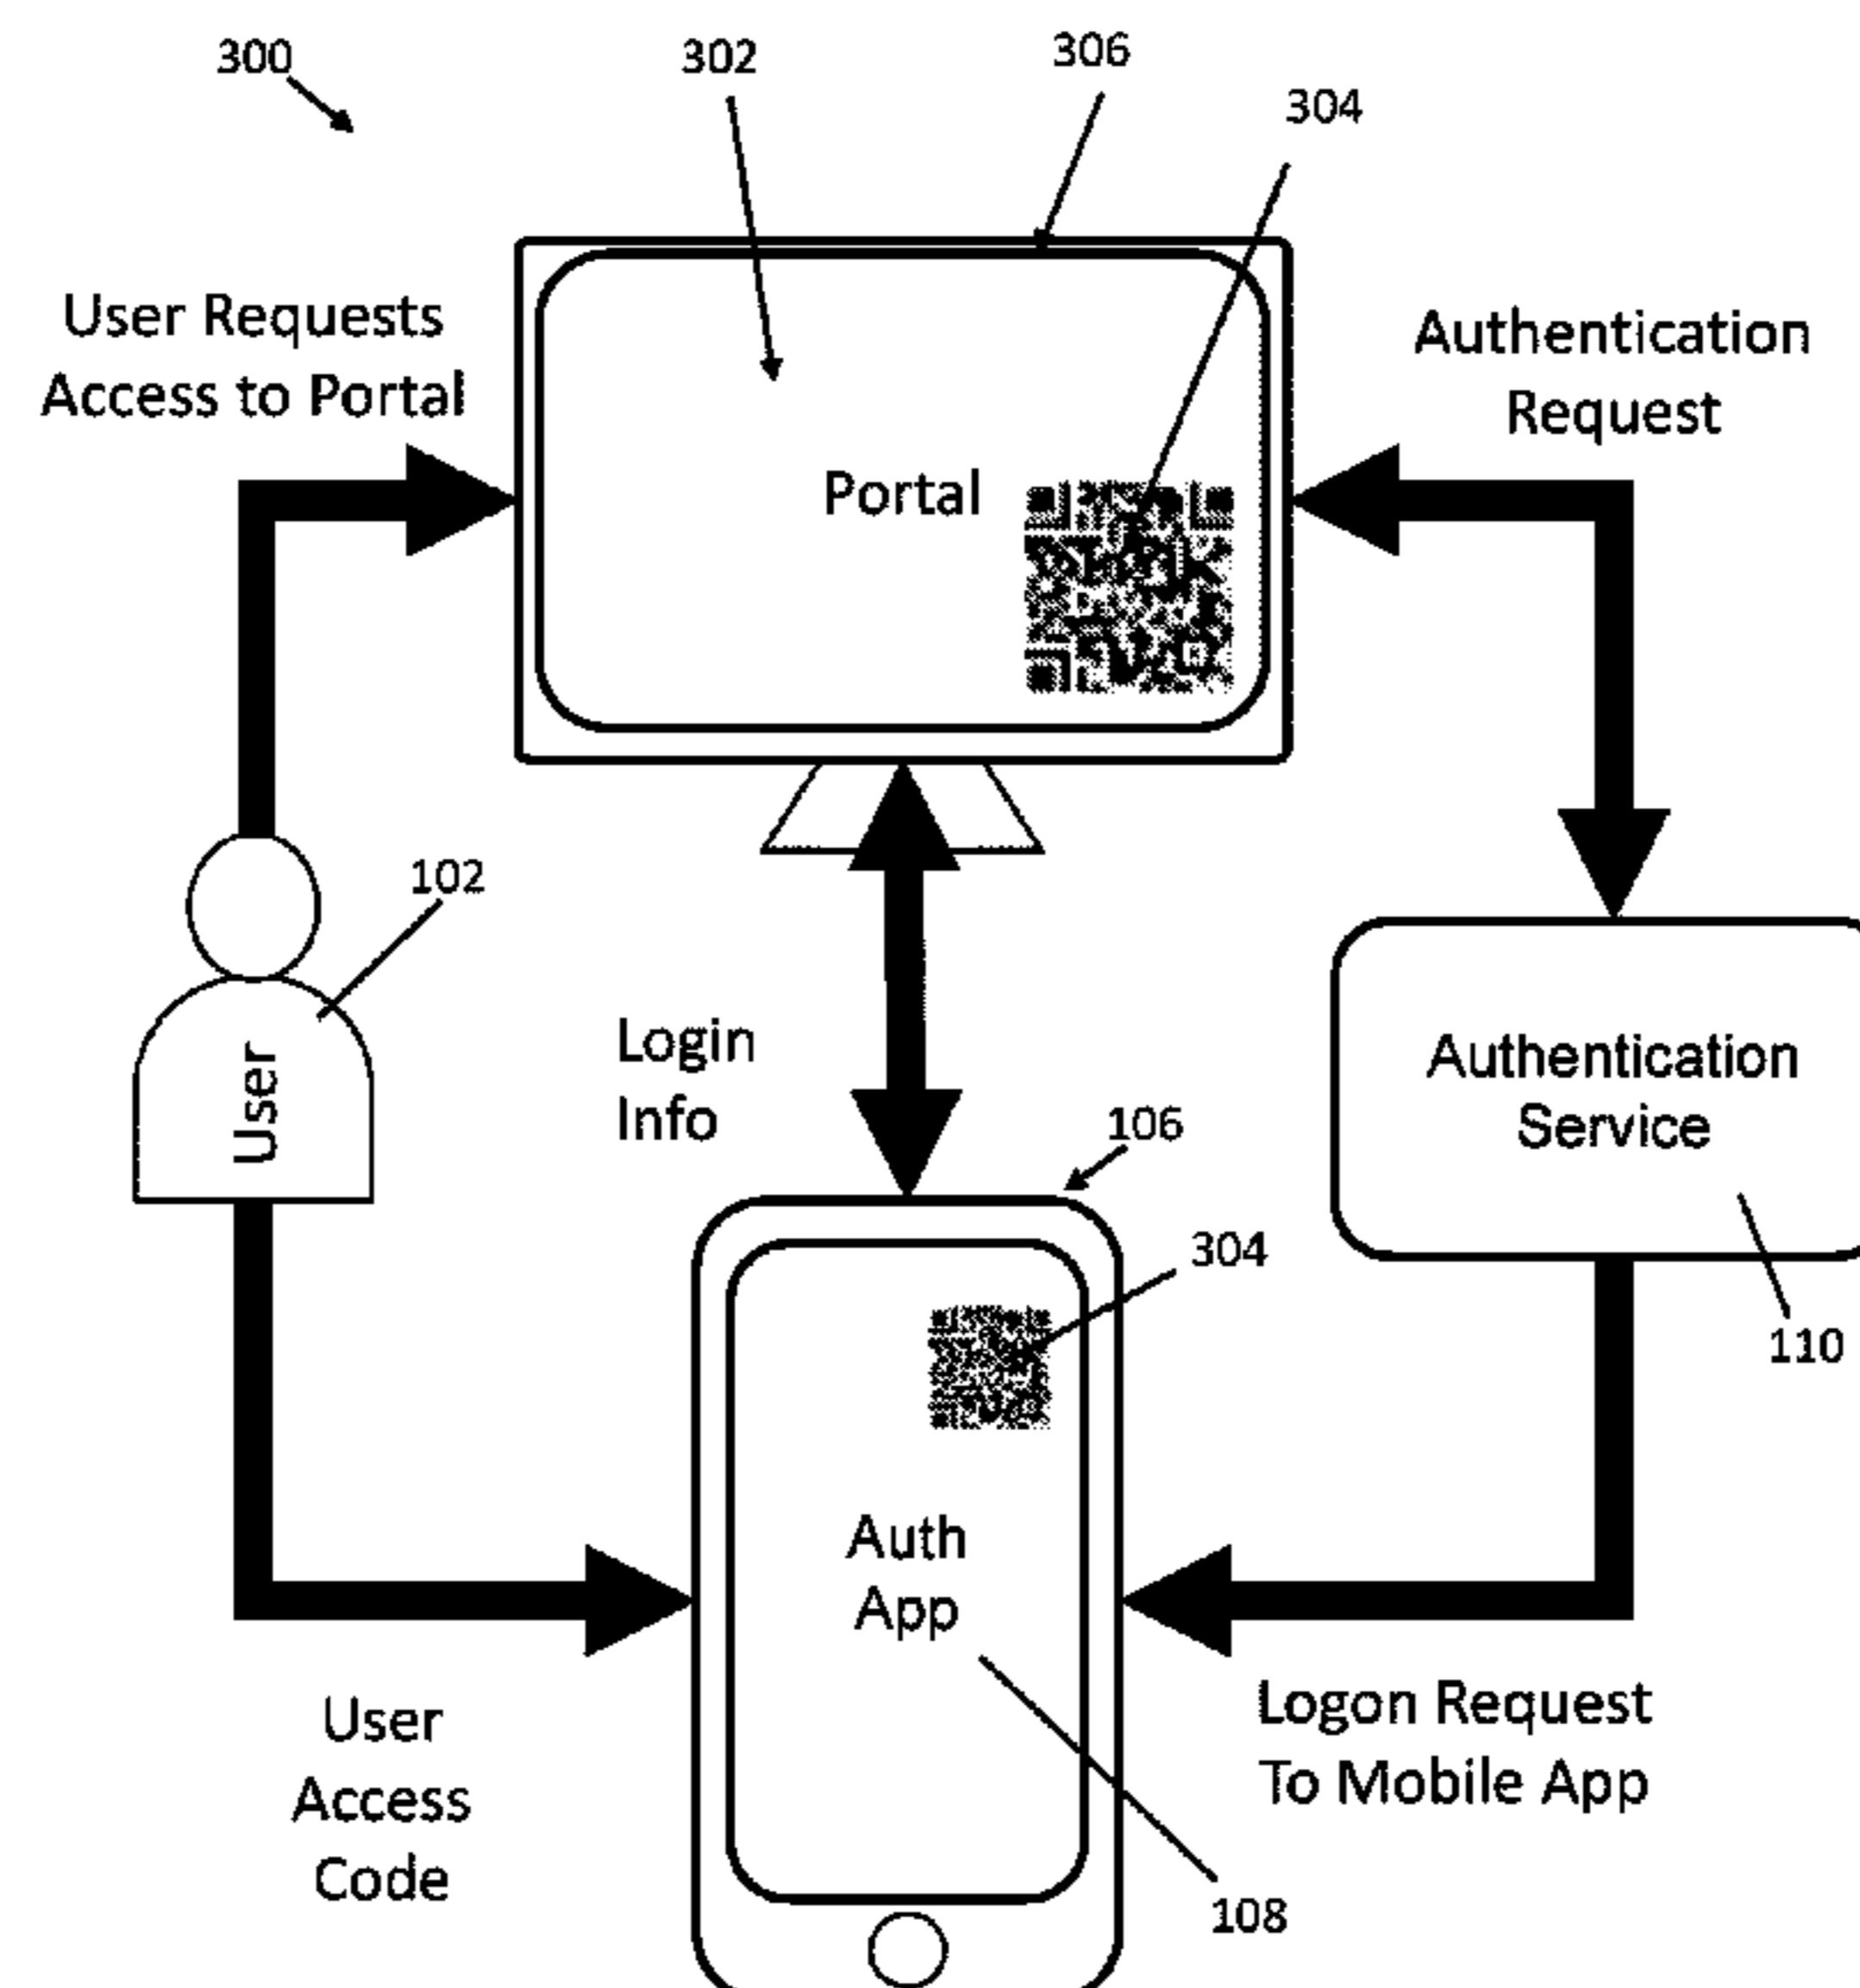 300
302
306
304
User Requests
Access to Portal
Authentication
Request
Portal
102
User
Login
Info
106
Authentication
Service
304
110
Auth
App
User
Access
Code
Logon Request
To Mobile App
108